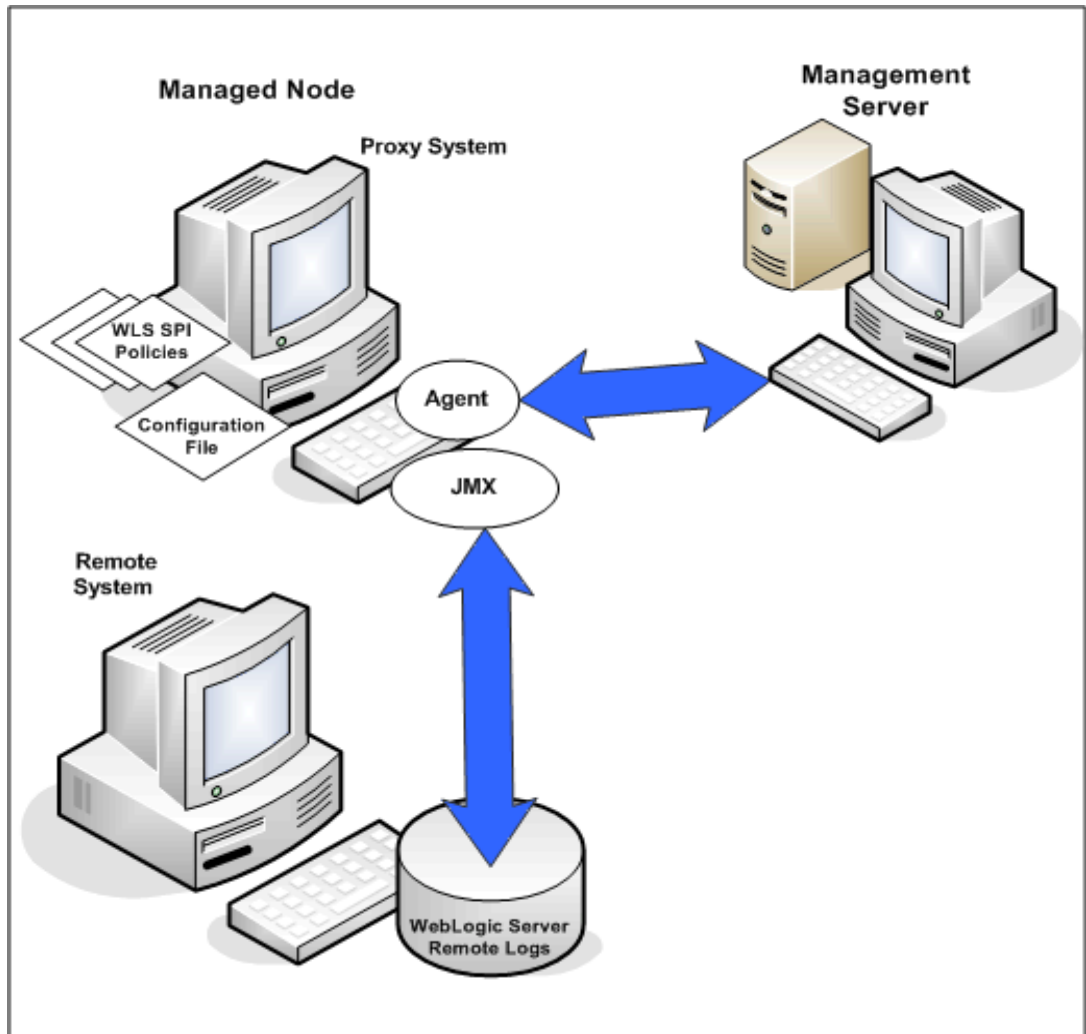 Managed Node
Management
Server
Proxy System
WLS SPI
Policies
Agent
Configuration
File
JMX
Remote
System
WebLogic Server
Remote Logs